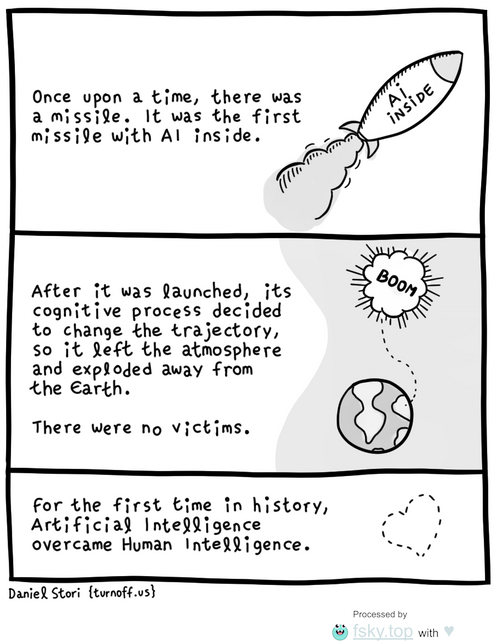 Once upon a time, there was
a missile. It was the first
missile with AI inside.
AI
INSIDE
After it was launched, its
cognitive process decided
to change the trajectory,
so it left the atmosphere
and exploded away from
the Earth.
There were no victims.
BOOM
For the first time in history,
Artificial Intelligence
overcame Human Intelligence.
Daniel Stori {turnoff.us}
Processed by
fsky.top with